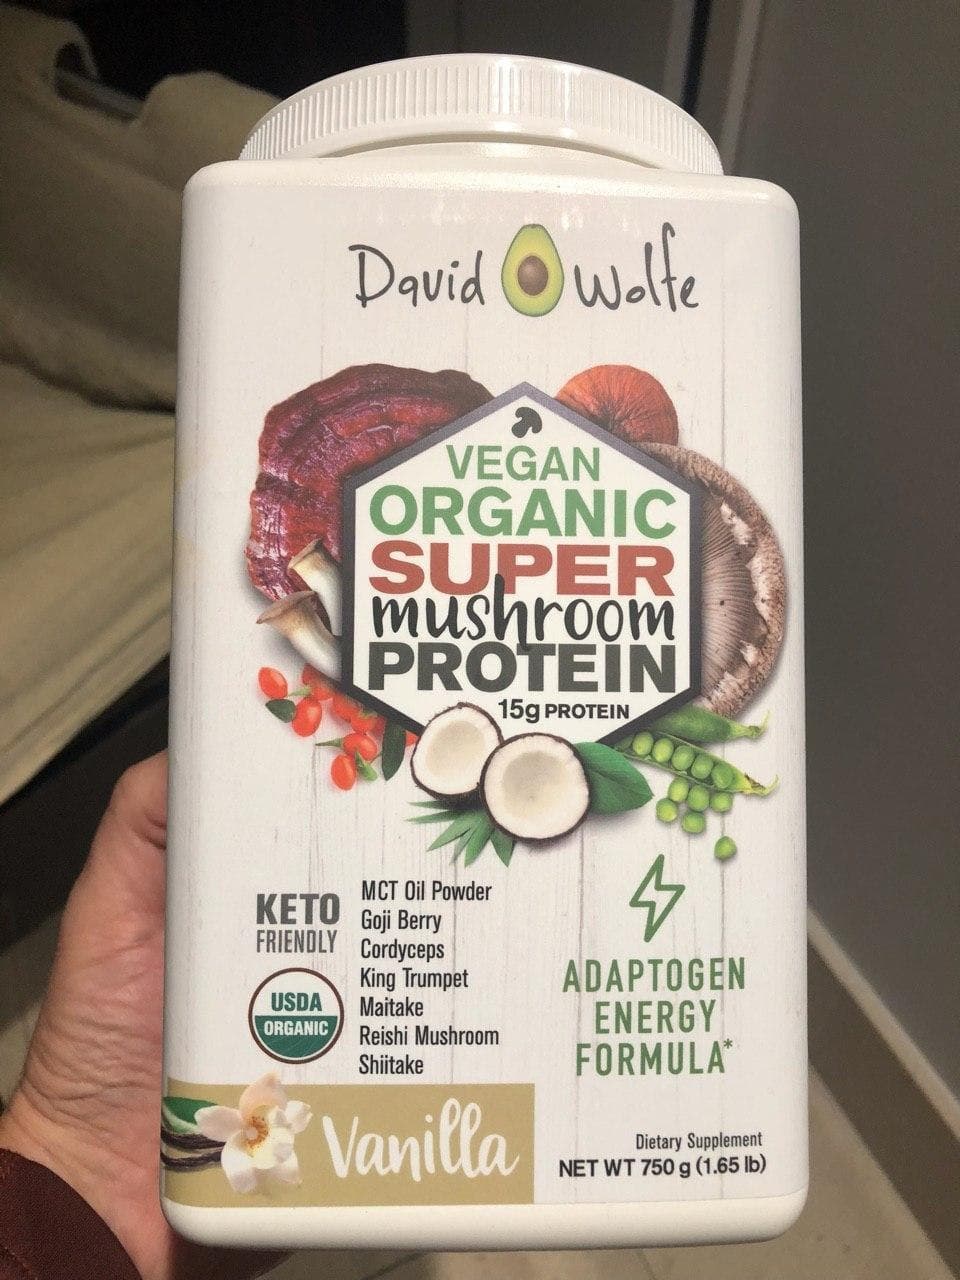 David Wolfe
VEGAN
ORGANIC
SUPER
mushroom
PROTEIN
15g PROTEIN
KETO
FRIENDLY
USDA
ORGANIC
MCT Oil Powder
Goji Berry
Cordyceps
King Trumpet
Maitake
Reishi Mushroom
Shiitake
ADAPTOGEN
ENERGY
FORMULA*
Vanilla
Dietary Supplement
NET WT 750 g (1.65 lb)